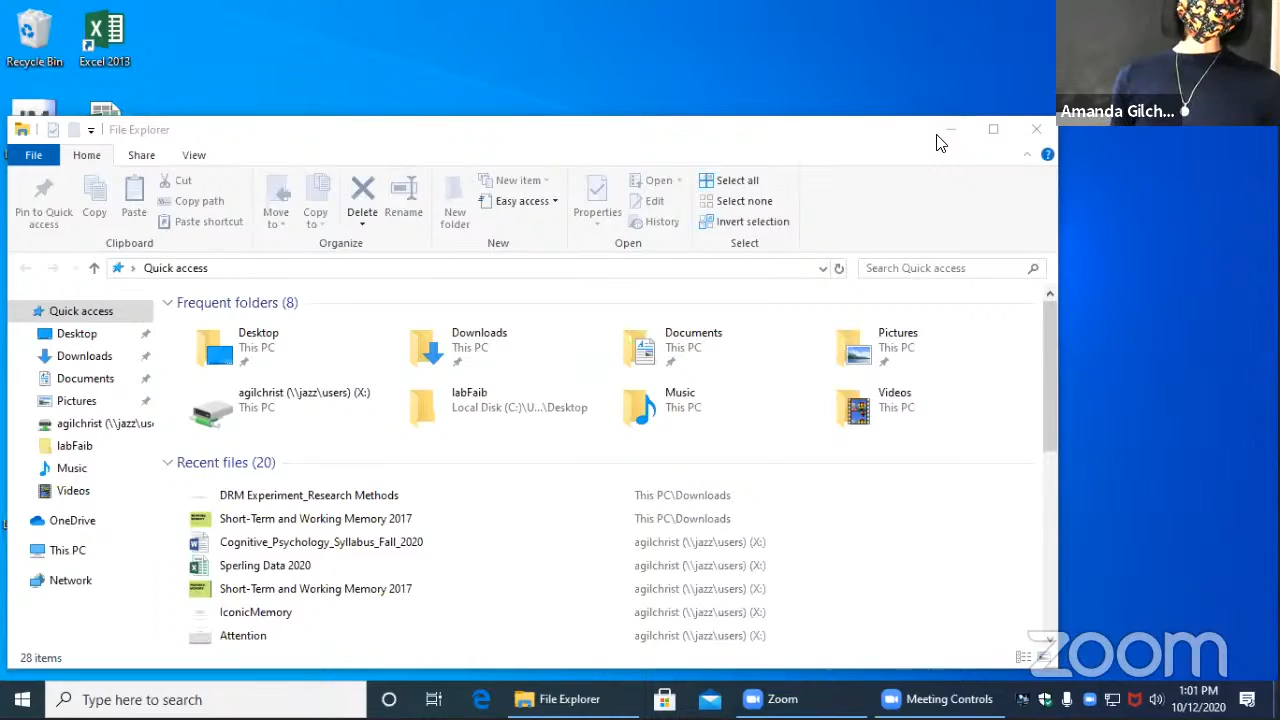 Recycle Bin
Excel 2013
Amanda Gilch...
File Explorer
File Home Share View
Pin to Quick access
Copy
Paste
Cut
Copy path
Paste shortcut
Clipboard
Move to
Copy to
Delete
Rename
Organize
New folder
New item
Easy access
New
Properties
Open
Edit
History
Open
Select all
Select none
Invert selection
Select
Quick access
Search Quick access
Quick access
Desktop
Downloads
Documents
Pictures
agilchrist (\\jazz\use
labFaib
Music
Videos
OneDrive
This PC
Network
Frequent folders (8)
Desktop
This PC
Downloads
This PC
Documents
This PC
Pictures
This PC
agilchrist (\\jazz\users) (X:)
This PC
labFaib
Local Disk (C:)\U...\Desktop
Music
This PC
Videos
This PC
Recent files (20)
DRM Experiment_Research Methods This PC\Downloads
Short-Term and Working Memory 2017 This PC\Downloads
Cognitive_Psychology_Syllabus_Fall_2020 agilchrist (\\jazz\users) (X:)
Sperling Data 2020 agilchrist (\\jazz\users) (X:)
Short-Term and Working Memory 2017 agilchrist (\\jazz\users) (X:)
IconicMemory agilchrist (\\jazz\users) (X:)
Attention agilchrist (\\jazz\users) (X:)
28 items
zoom
Type here to search
File Explorer
Zoom
Meeting Controls
1:01 PM
10/12/2020